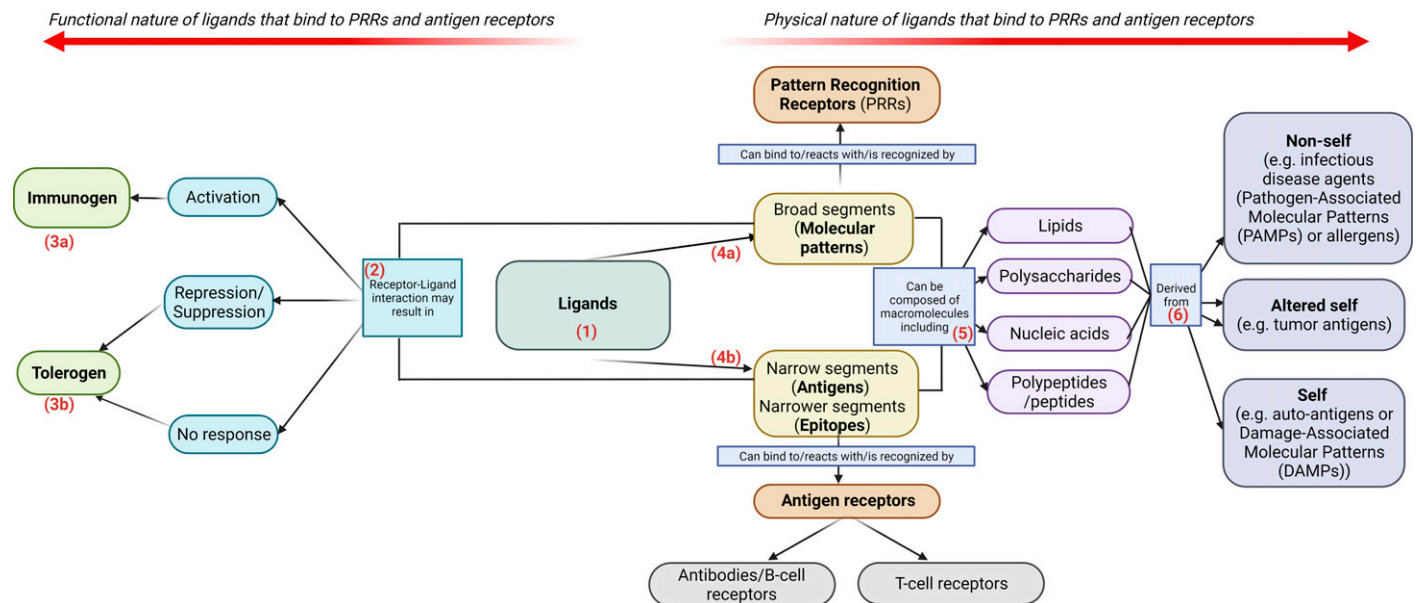 Functional nature of ligands that bind to PRRs and antigen receptors
Physical nature of ligands that bind to PRRs and antigen receptors
Pattern Recognition
Receptors (PRRs)
Can bind to/reacts with/is recognized by
Immunogen
(3a)
Activation
Repression/
Suppression
Tolerogen
(3b)
No response
(2)
Receptor-Ligand
interaction may
result in
Ligands
(1)
(4a)
(4b)
Broad segments
(Molecular
patterns)
Narrow segments
(Antigens)
Narrower segments
(Epitopes)
Can bind to/reacts with/is recognized by
Antigen receptors
Antibodies/B-cell
receptors
T-cell receptors
Can be
composed of
macromolecules
including
(5)
Lipids
Polysaccharides
Nucleic acids
Polypeptides
/peptides
Derived
from
(6)
Non-self
(e.g. infectious
disease agents
(Pathogen-Associated
Molecular Patterns
(PAMPs) or allergens)
Altered self
(e.g. tumor antigens)
Self
(e.g. auto-antigens or
Damage-Associated
Molecular Patterns
(DAMPs))